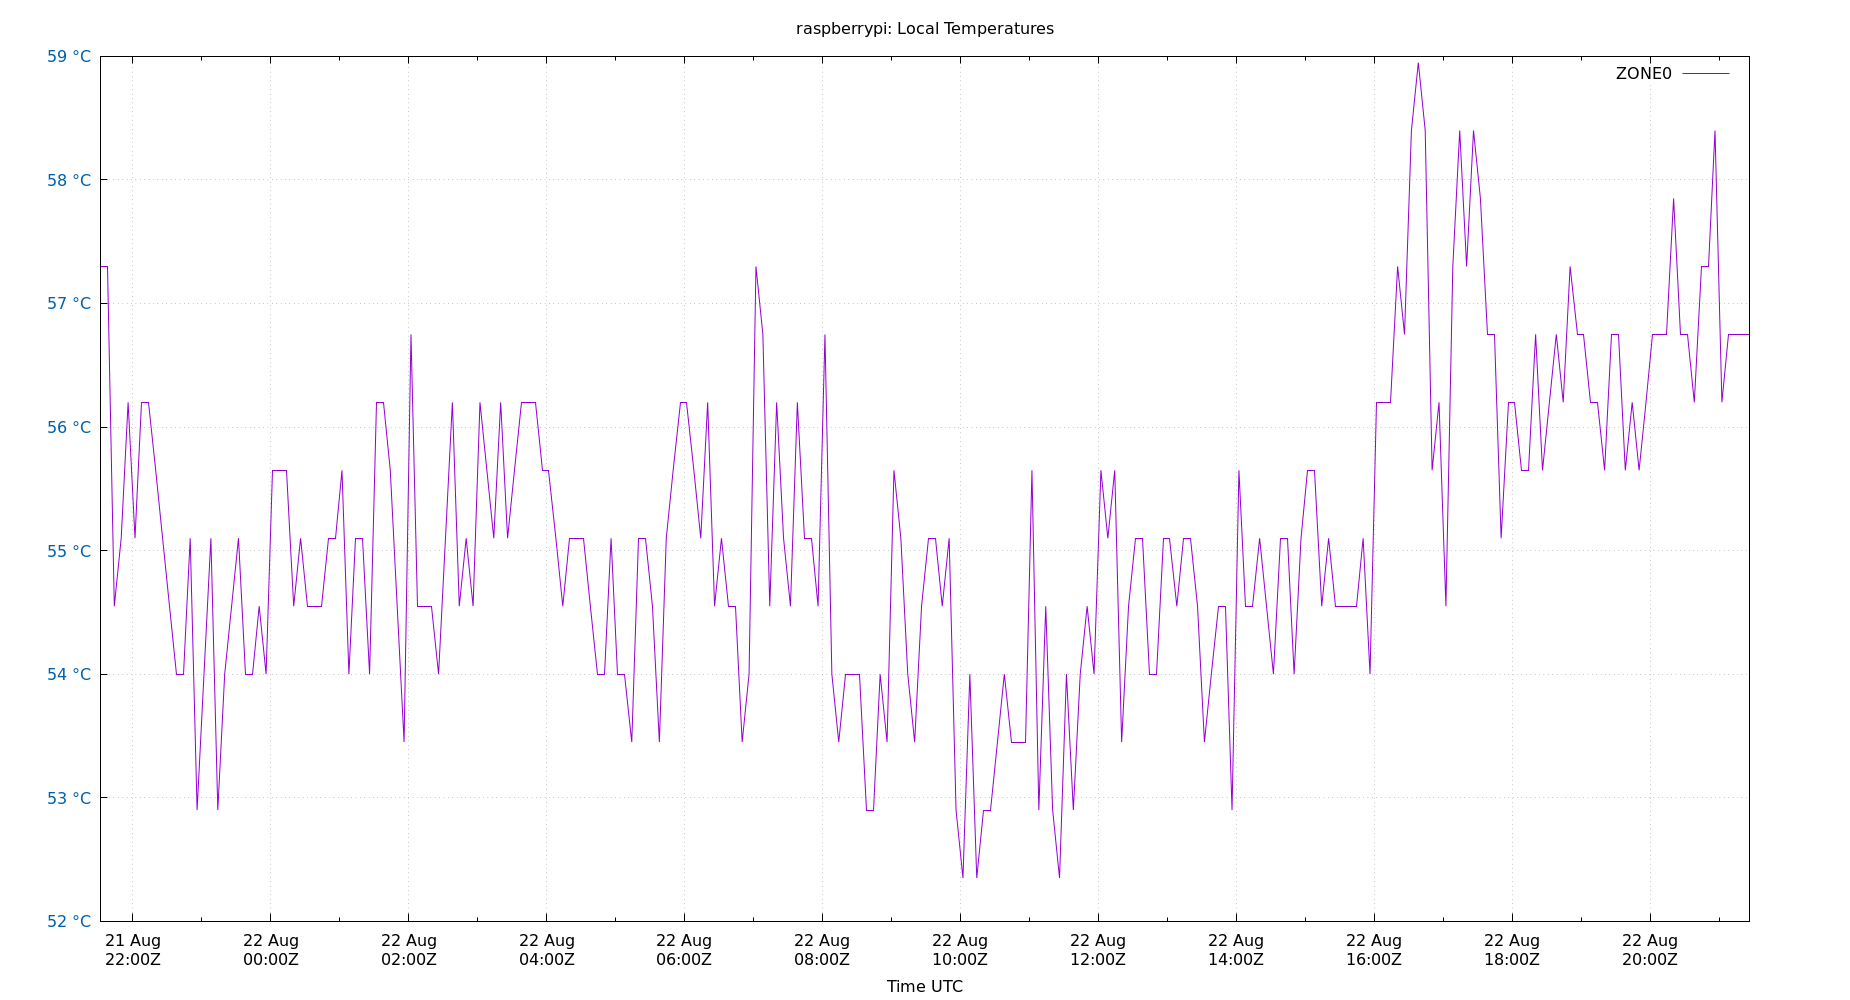 raspberrypi: Local Temperatures
ZONE0
59 °C
58 °C
57 °C
56 °C
55 °C
54 °C
53 °C
52 °C
21 Aug 22 Aug 22 Aug 22 Aug 22 Aug 22 Aug 22 Aug 22 Aug 22 Aug 22 Aug 22 Aug 22 Aug
22:00Z 00:00Z 02:00Z 04:00Z 06:00Z 08:00Z 10:00Z 12:00Z 14:00Z 16:00Z 18:00Z 20:00Z
Time UTC